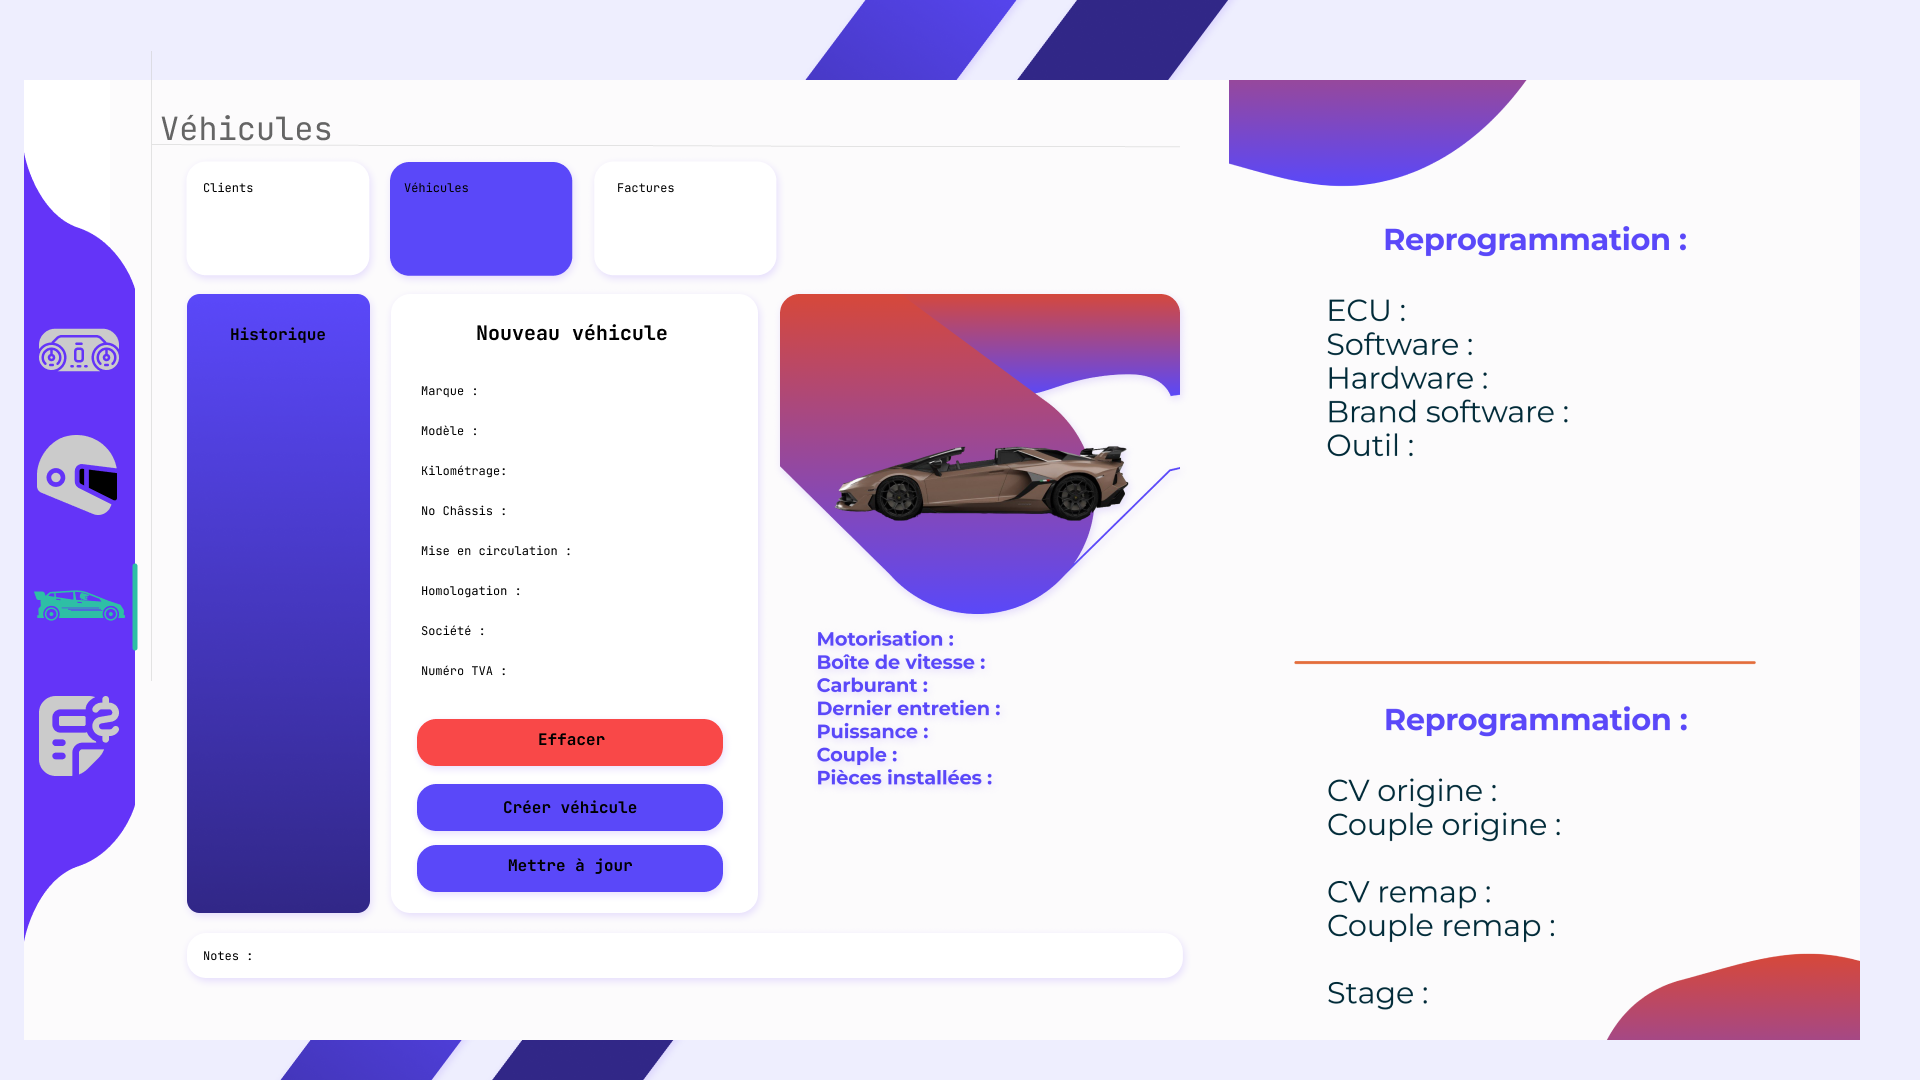 Véhicules
Clients
Véhicules
Factures
Historique
Nouveau véhicule
Marque :
Modèle :
Kilométrage:
No Châssis :
Mise en circulation :
Homologation :
Société :
Numéro TVA :
Effacer
Créer véhicule
Mettre à jour
Motorisation :
Boîte de vitesse :
Carburant :
Dernier entretien :
Puissance :
Couple :
Pièces installées :
Notes :
Reprogrammation :
ECU :
Software :
Hardware :
Brand software :
Outil :
Reprogrammation :
CV origine :
Couple origine :
CV remap :
Couple remap :
Stage :